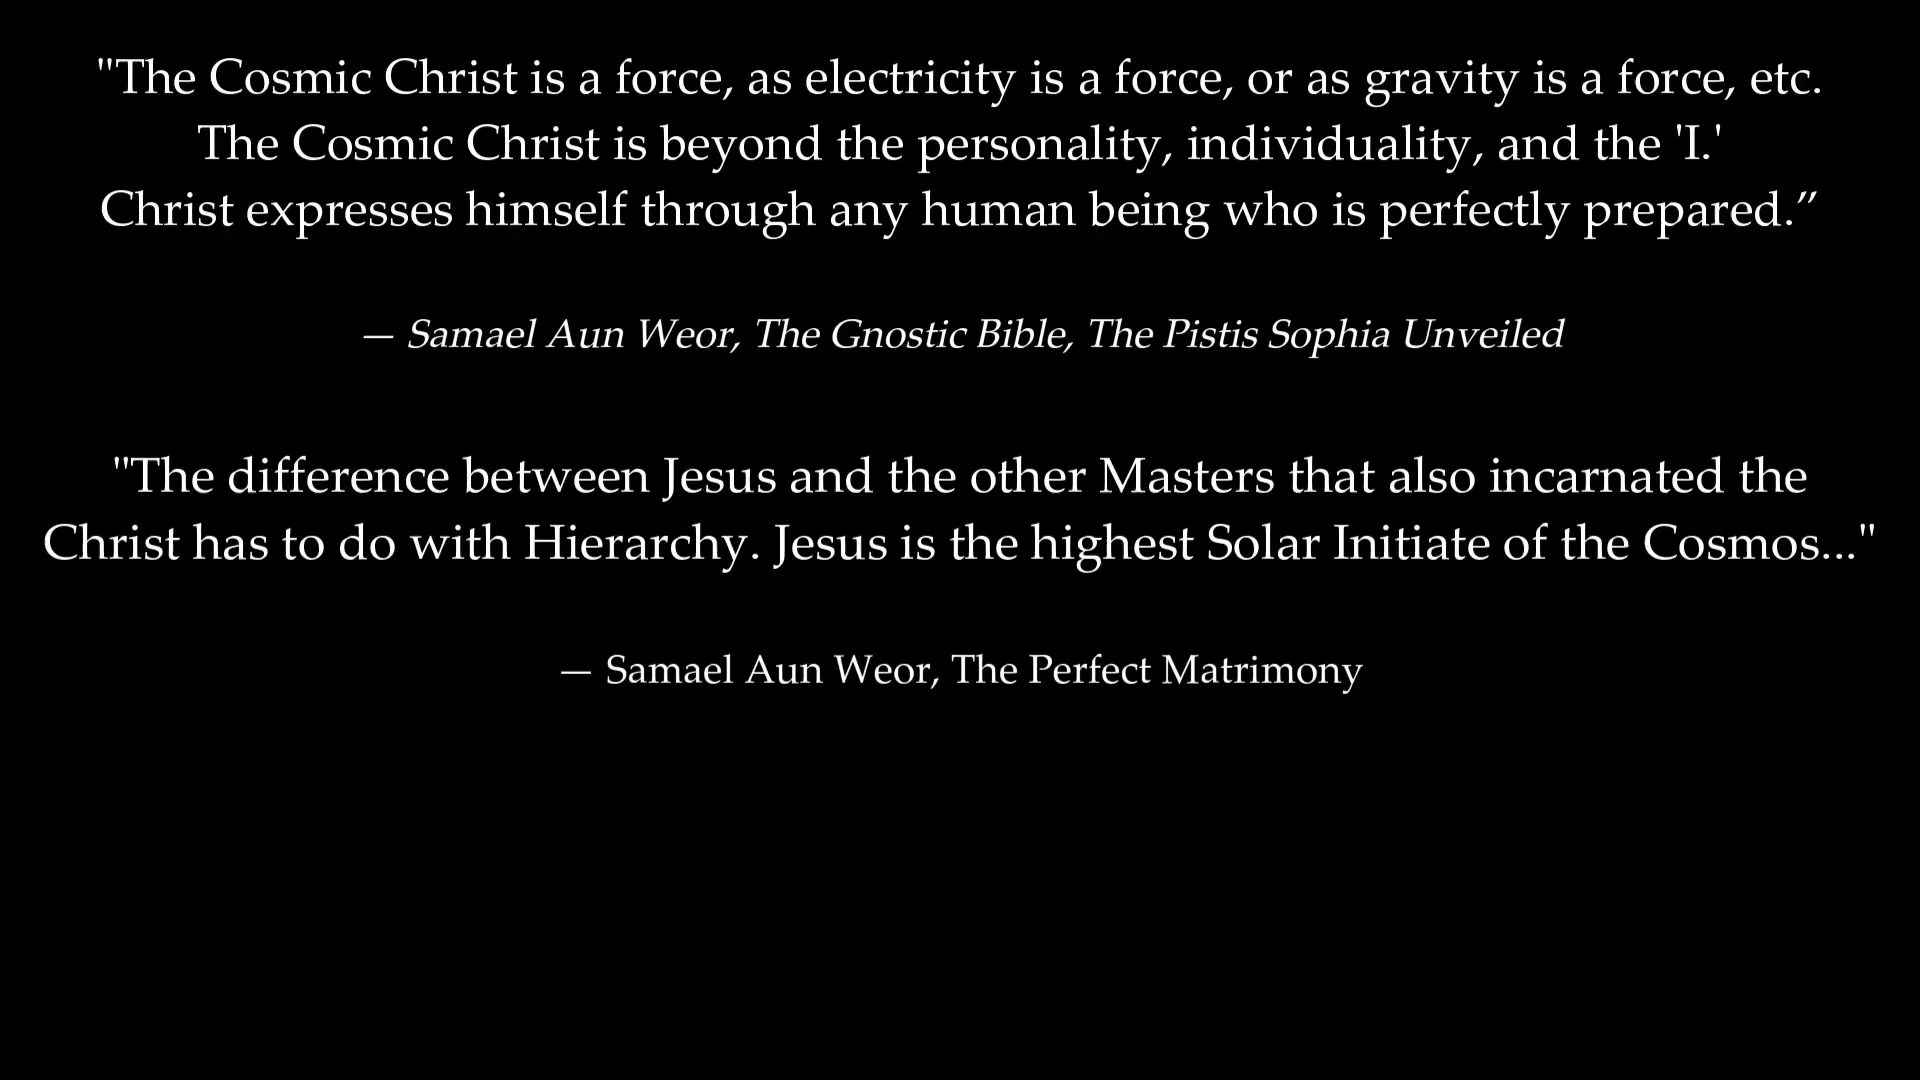 "The Cosmic Christ is a force, as electricity is a force, or as gravity is a force, etc.
The Cosmic Christ is beyond the personality, individuality, and the 'I.'
Christ expresses himself through any human being who is perfectly prepared.”
— Samael Aun Weor, The Gnostic Bible, The Pistis Sophia Unveiled
"The difference between Jesus and the other Masters that also incarnated the
Christ has to do with Hierarchy. Jesus is the highest Solar Initiate of the Cosmos..."
— Samael Aun Weor, The Perfect Matrimony